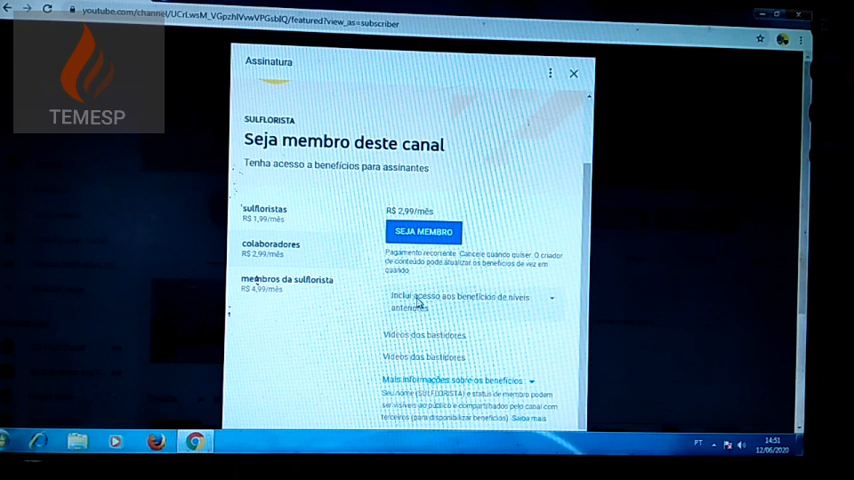 youtube.com/channel/UCrLwsM_VGpzhlVvwVPGsblQ/featured?view_as=subscriber
TEMESP
Assinatura
SULFLORISTA
Seja membro deste canal
Tenha acesso a benefícios para assinantes
sulfloristas
R$ 1,99/mês
colaboradores
R$ 2,99/mês
membros da sulflorista
R$ 4,99/mês
R$ 2,99/mês
SEJA MEMBRO
Pagamento recorrente. Cancele quando quiser. O criador
de conteúdo pode atualizar os benefícios de vez em
quando
Inclui acesso aos benefícios de níveis
anteriores
Vídeos dos bastidores
Vídeos dos bastidores
Mais informações sobre os benefícios
Seu nome (SULFLORISTA) e status de membro podem
ser visíveis ao público e compartilhados pelo canal com
terceiros (para disponibilizar benefícios). Saiba mais
PT
14:51
12/06/2020